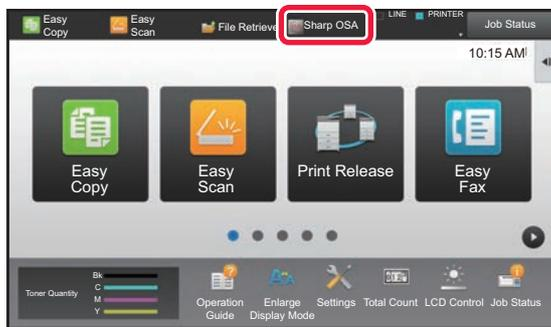 Easy Copy
Easy Scan
File Retrieve
Sharp OSA
LINE
PRINTER
Job Status
10:15 AM
Easy Copy
Easy Scan
Print Release
Easy Fax
Toner Quantity
Bk
C
M
Y
Operation Guide
Enlarge Display Mode
Settings
Total Count
LCD Control
Job Status